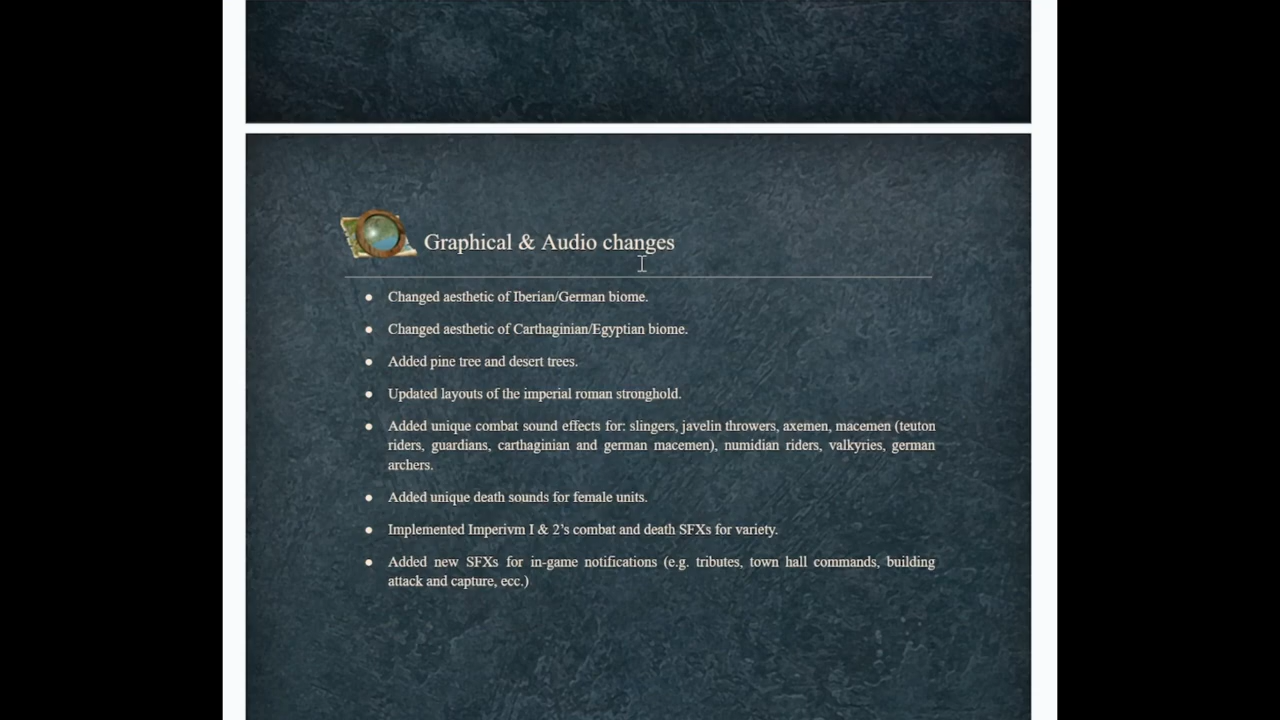 Graphical & Audio changes
● Changed aesthetic of Iberian/German biome.
● Changed aesthetic of Carthaginian/Egyptian biome.
● Added pine tree and desert trees.
● Updated layouts of the imperial roman stronghold.
● Added unique combat sound effects for: slingers, javelin throwers, axemen, macemen (teuton
riders, guardians, carthaginian and german macemen), numidian riders, valkyries, german
archers.
● Added unique death sounds for female units.
● Implemented Imperivm I & 2’s combat and death SFXs for variety.
● Added new SFXs for in-game notifications (e.g. tributes, town hall commands, building
attack and capture, ecc.)